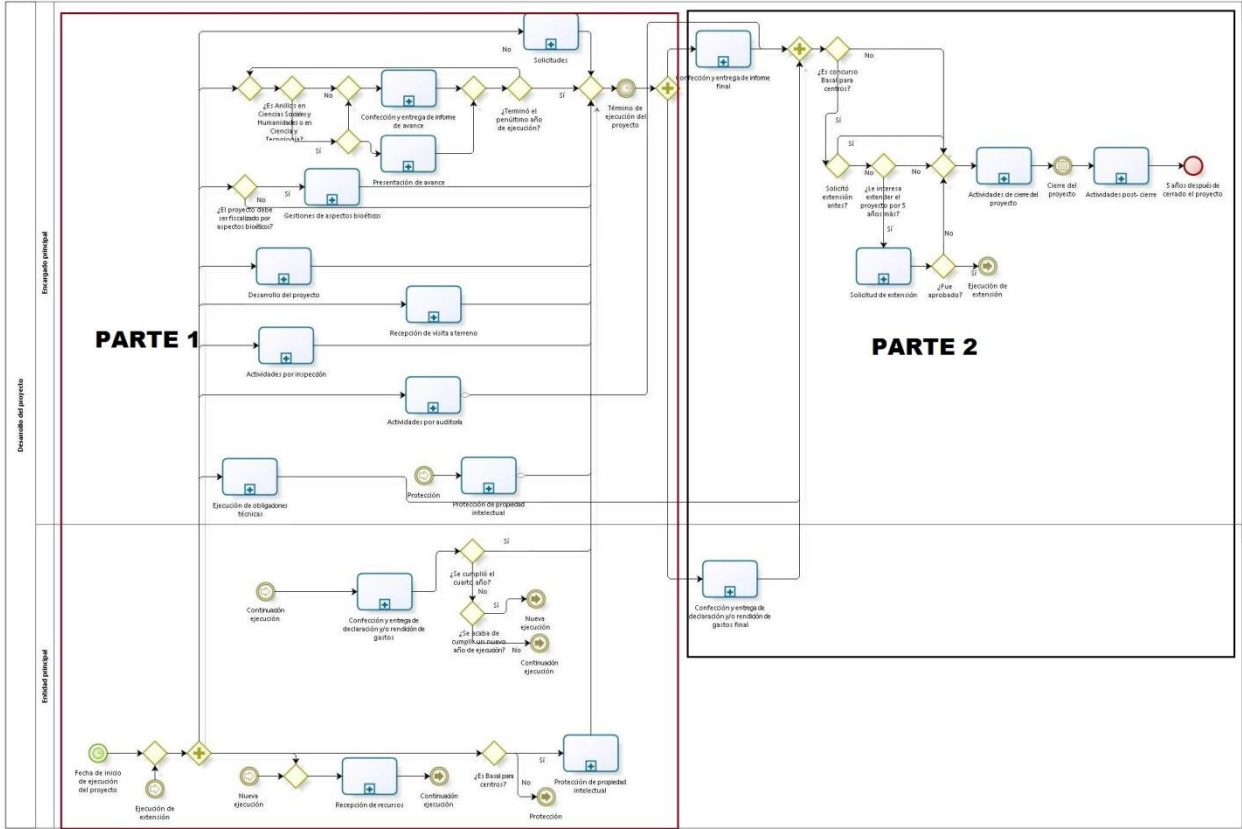 Desarrollo del proyecto
Encargado principal
Entidad principal
PARTE 1
No
Solicitudes
¿Es Anillos en
Ciencias Sociales y
Humanidades o en
Ciencia y
Tecnología?
No
Sí
Confección y entrega de informe
de avance
Presentación de avance
¿Terminó el
penúltimo año
de ejecución?
Sí
Término de
ejecución del
proyecto
¿El proyecto debe
ser fiscalizado por
aspectos bioéticos?
No
Sí
Gestiones de aspectos bioéticos
Desarrollo del proyecto
Recepción de visita a terreno
Actividades por inspección
Actividades por auditoría
Ejecución de obligaciones
técnicas
Protección
Protección de propiedad
intelectual
Continuación
ejecución
Confección y entrega de
declaración y/o rendición de
gastos
¿Se cumplió el
cuarto año?
Sí
No
¿Se acaba de
cumplir un nuevo
año de ejecución?
Sí
No
Nueva
ejecución
Continuación
ejecución
Fecha de inicio
de ejecución
del proyecto
Ejecución de
extensión
Nueva
ejecución
Recepción de recursos
Continuación
ejecución
¿Es Basal para
centros?
Sí
No
Protección
Protección de propiedad
intelectual
PARTE 2
Confección y entrega de informe
final
¿Es concurso
Basal para
centros?
No
Sí
Solicitó
extensión
antes?
Sí
No
¿Le interesa
extender el
proyecto por 5
años más?
No
Sí
Solicitud de extensión
¿Fue
aprobado?
No
Sí
Ejecución de
extensión
Actividades de cierre del
proyecto
Cierre del
proyecto
Actividades post- cierre
5 años después de
cerrado el proyecto
Confección y entrega de
declaración y/o rendición de
gastos final